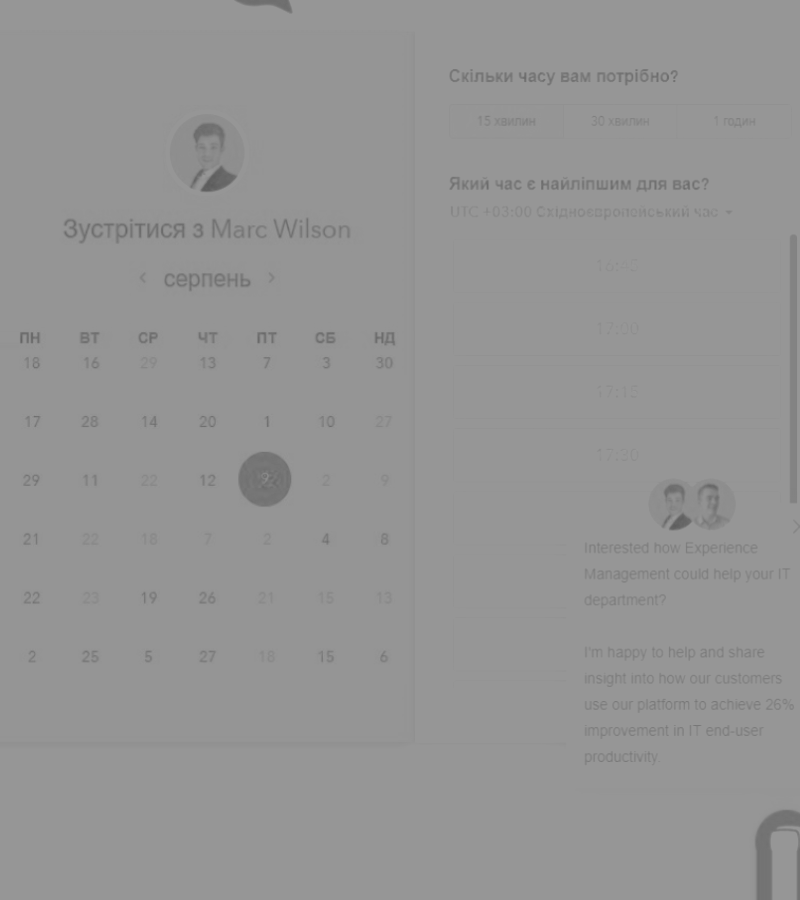 Зустрітися з Marc Wilson
серпень
ПН ВТ СР ЧТ ПТ СБ НД
18 16 29 13 7 3 30
17 28 14 20 1 10 27
29 11 22 12 2 2 9
21 22 18 7 2 4 8
22 23 19 26 21 15 13
2 25 5 27 18 15 6
Скільки часу вам потрібно?
15 хвилин 30 хвилин 1 годин
Який час є найліпшим для вас?
UTC +03:00 Східноєвропейський час
16:45
17:00
17:15
17:30
Interested how Experience
Management could help your IT
department?
I'm happy to help and share
insight into how our customers
use our platform to achieve 26%
improvement in IT end-user
productivity.